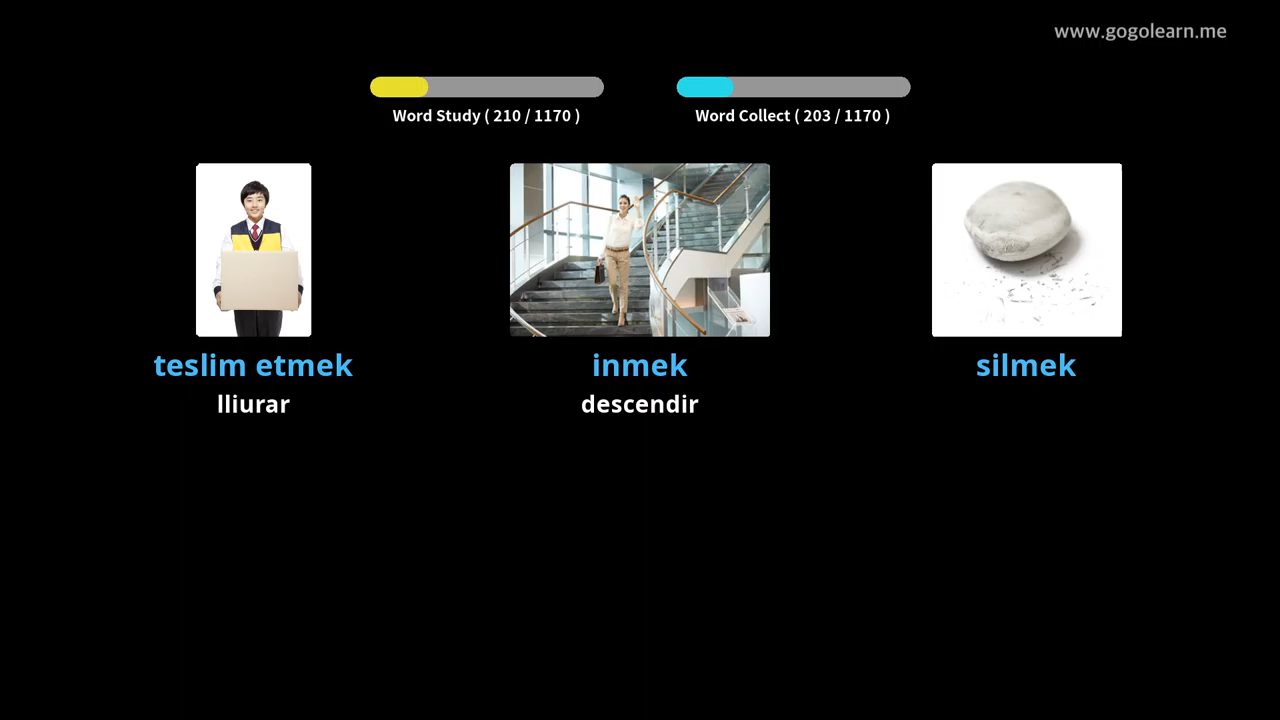 www.gogolearn.me
Word Study ( 210 / 1170 )
Word Collect ( 203 / 1170 )
teslim etmek
lliurar
inmek
descendir
silmek